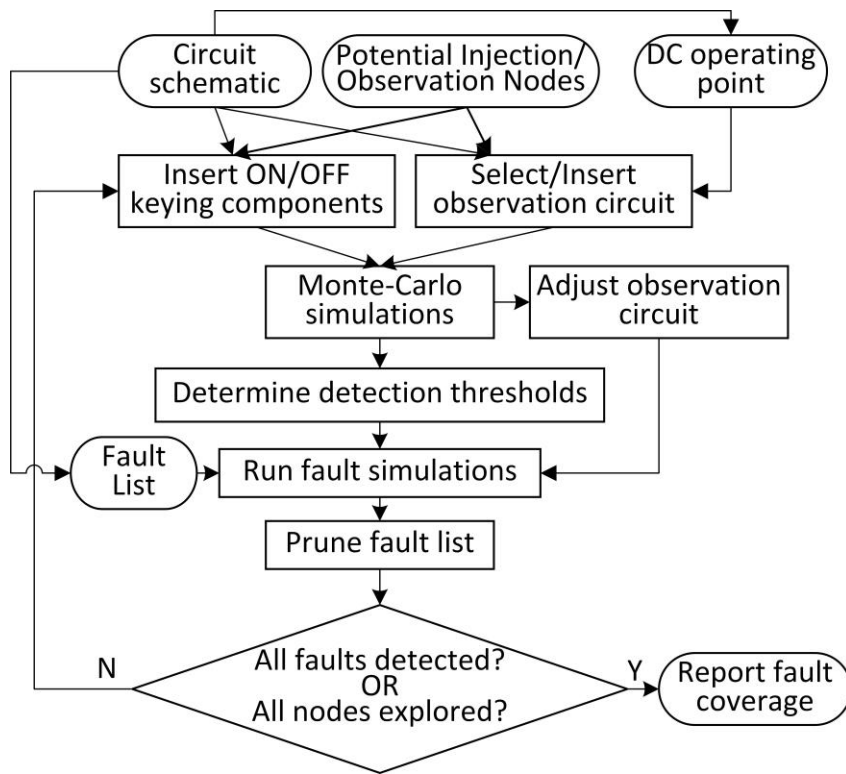 Circuit
schematic
Potential Injection/
Observation Nodes
DC operating
point
Insert ON/OFF
keying components
Select/Insert
observation circuit
Monte-Carlo
simulations
Adjust observation
circuit
Determine detection thresholds
Fault
List
Run fault simulations
Prune fault list
N
All faults detected?
OR
All nodes explored?
Y
Report fault
coverage